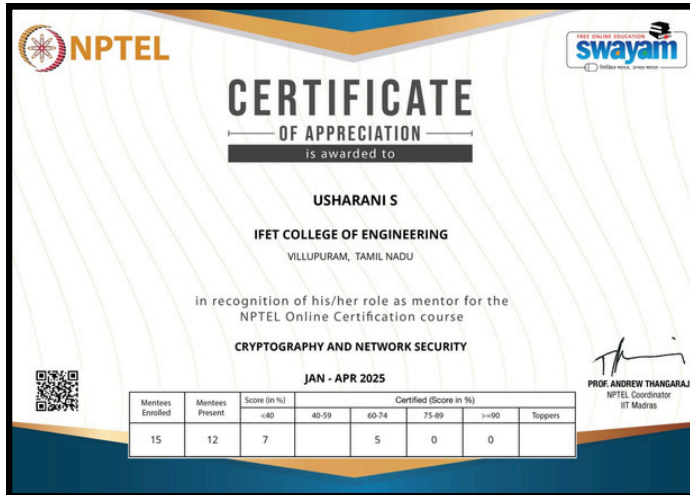 NPTEL
FREE ONLINE EDUCATION
swayam
CERTIFICATE
OF APPRECIATION
is awarded to
USHARANI S
IFET COLLEGE OF ENGINEERING
VILLUPURAM, TAMIL NADU
in recognition of his/her role as mentor for the
NPTEL Online Certification course
CRYPTOGRAPHY AND NETWORK SECURITY
JAN - APR 2025
PROF. ANDREW THANGARAJ
NPTEL Coordinator
IIT Madras
Mentees Enrolled Mentees Present Score (in %) Certified (Score in %)
<40 40-59 60-74 75-89 >=90 Toppers
15 12 7 5 0 0